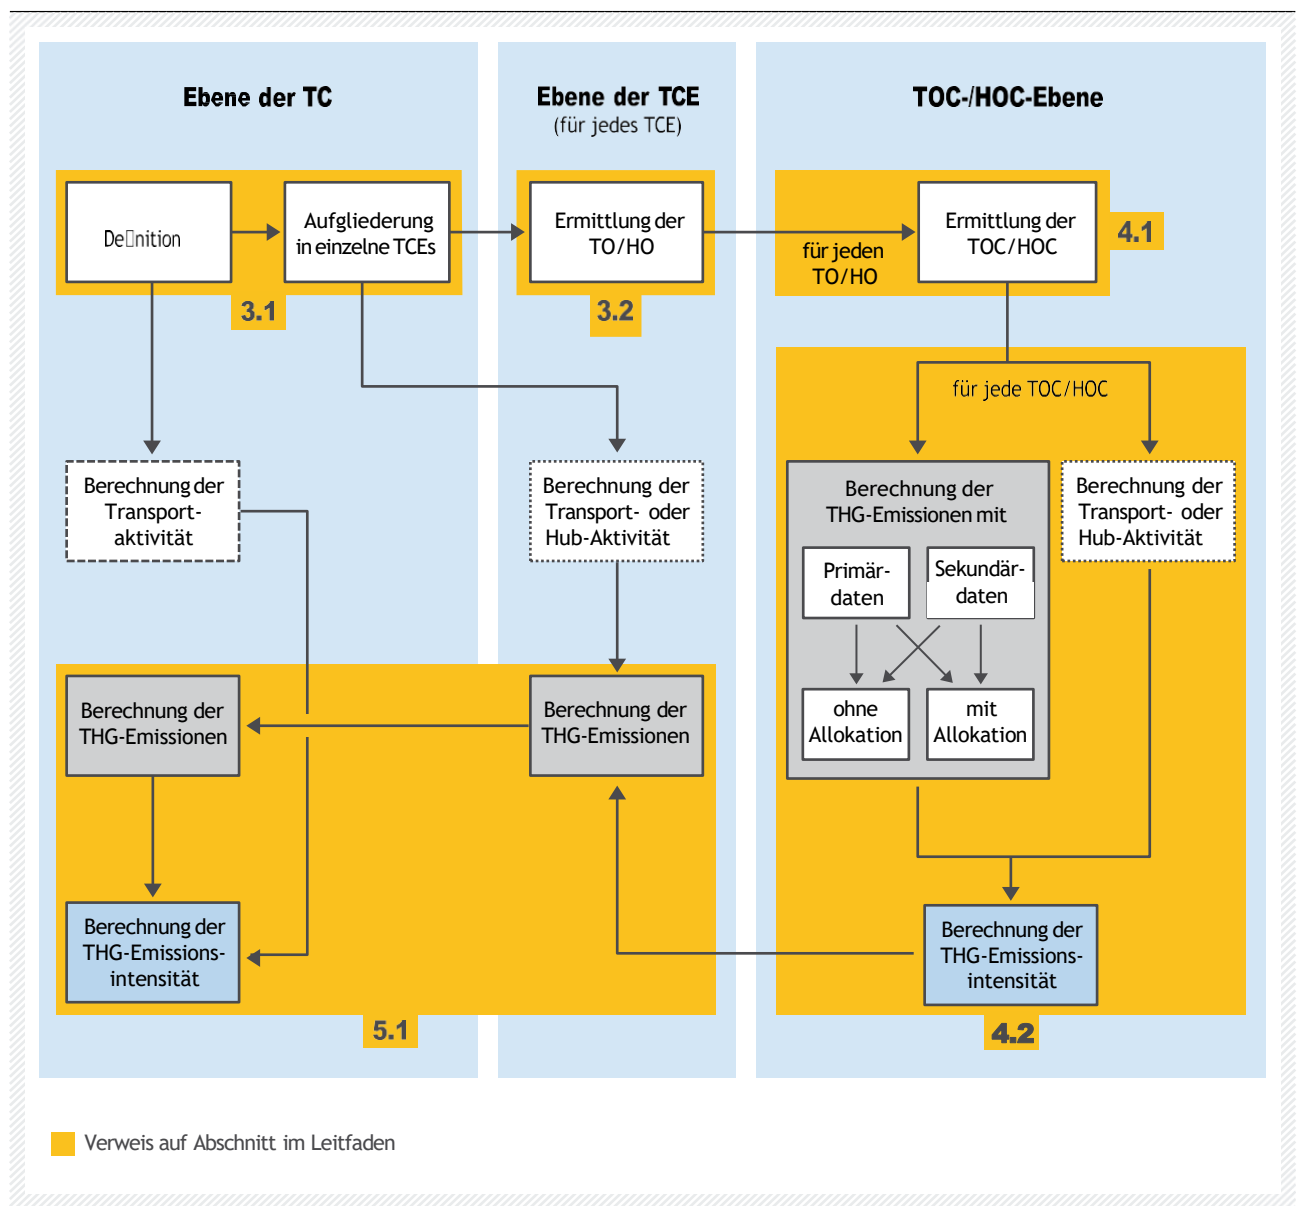 Ebene der TC
Ebene der TCE
(für jedes TCE)
TOC-/HOC-Ebene
De▯nition
Aufgliederung
in einzelne TCEs
3.1
Ermittlung der
TO/HO
3.2
für jeden
TO/HO
Ermittlung der
TOC/HOC
4.1
für jede TOC/HOC
Berechnung der
Transport-
aktivität
Berechnung der
Transport- oder
Hub-Aktivität
Berechnung der
THG-Emissionen mit
Primär-
daten
Sekundär-
daten
ohne
Allokation
mit
Allokation
Berechnung der
Transport- oder
Hub-Aktivität
Berechnung der
THG-Emissionen
Berechnung der
THG-Emissionen
Berechnung der
THG-Emissions-
intensität
5.1
Berechnung der
THG-Emissions-
intensität
4.2
Verweis auf Abschnitt im Leitfaden